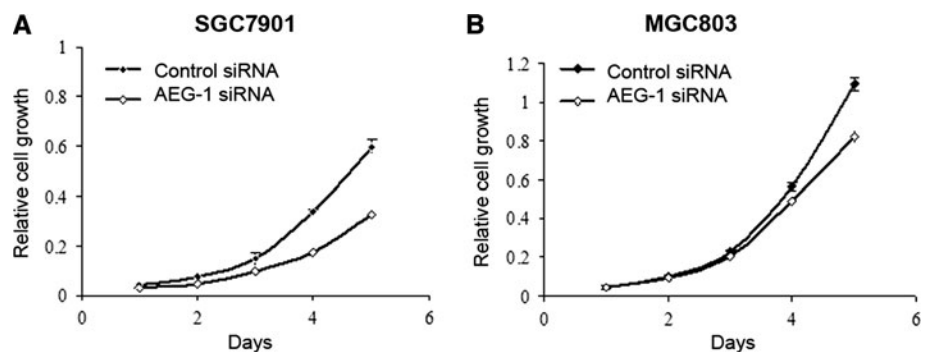 A
SGC7901
1
0.8
0.6
0.4
0.2
0
Relative cell growth
Control siRNA
AEG-1 siRNA
0
2
4
6
Days
B
MGC803
1.2
1
0.8
0.6
0.4
0.2
0
Relative cell growth
Control siRNA
AEG-1 siRNA
0
2
4
6
Days